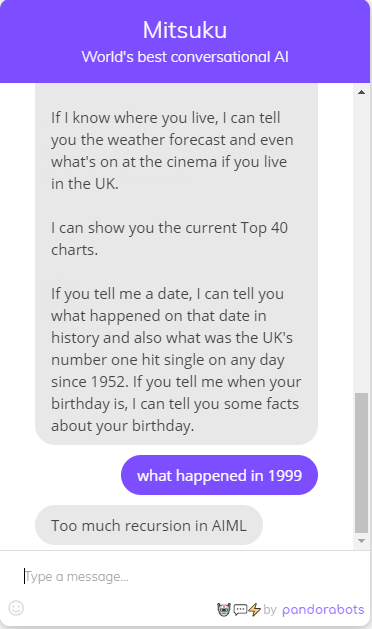 Mitsuku
World's best conversational AI
If I know where you live, I can tell
you the weather forecast and even
what's on at the cinema if you live
in the UK.
I can show you the current Top 40
charts.
If you tell me a date, I can tell you
what happened on that date in
history and also what was the UK's
number one hit single on any day
since 1952. If you tell me when your
birthday is, I can tell you some facts
about your birthday.
what happened in 1999
Too much recursion in AIML
Type a message...
by pandorabots